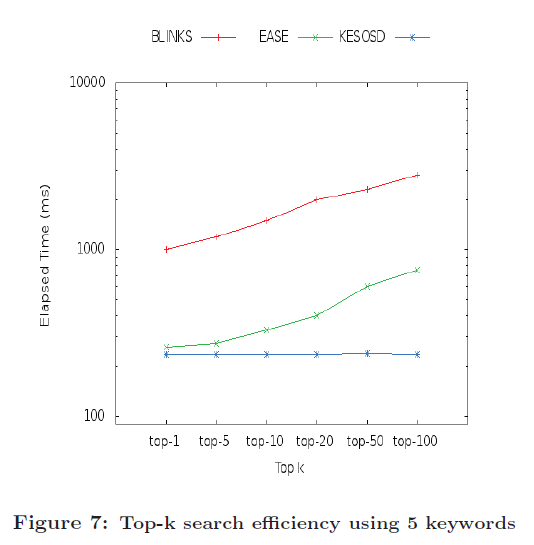 BLINKS EASE KESOSD
10000
1000
100
Elapsed Time (ms)
top-1 top-5 top-10 top-20 top-50 top-100
Top k
Figure 7: Top-k search efficiency using 5 keywords